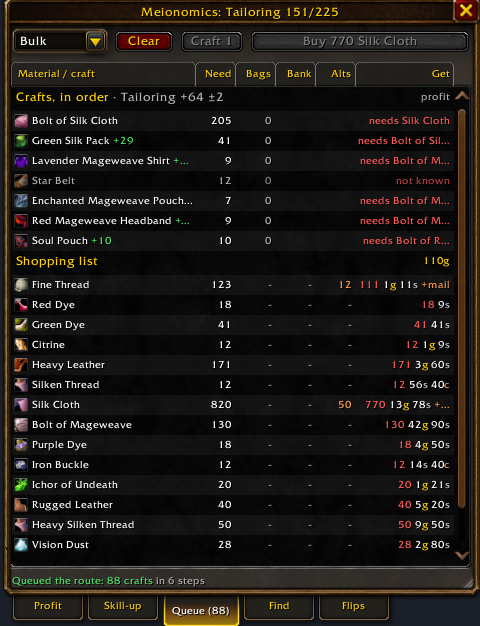 Meionomics: Tailoring 151/225
Bulk Clear Craft 1 Buy 770 Silk Cloth
Material / craft Need Bags Bank Alts Get
Crafts, in order · Tailoring +64 ±2 profit
Bolt of Silk Cloth 205 0 needs Silk Cloth
Green Silk Pack +29 41 0 needs Bolt of Sil...
Lavender Mageweave Shirt +... 9 0 needs Bolt of M...
Star Belt 12 0 not known
Enchanted Mageweave Pouch... 7 0 needs Bolt of M...
Red Mageweave Headband +... 9 0 needs Bolt of M...
Soul Pouch +10 10 0 needs Bolt of R...
Shopping list 110g
Fine Thread 123 - - 12 111 1g 11s +mail
Red Dye 18 - - - 18 9s
Green Dye 41 - - - 41 41s
Citrine 12 - - - 12 1g 9s
Heavy Leather 171 - - - 171 3g 60s
Silken Thread 12 - - - 12 56s 40c
Silk Cloth 820 - - 50 770 13g 78s +...
Bolt of Mageweave 130 - - - 130 42g 90s
Purple Dye 18 - - - 18 4g 50s
Iron Buckle 12 - - - 12 14s 40c
Ichor of Undeath 20 - - - 20 1g 21s
Rugged Leather 40 - - - 40 5g 20s
Heavy Silken Thread 50 - - - 50 9g 50s
Vision Dust 28 - - - 28 2g 80s
Queued the route: 88 crafts in 6 steps
Profit Skill-up Queue (88) Find Flips